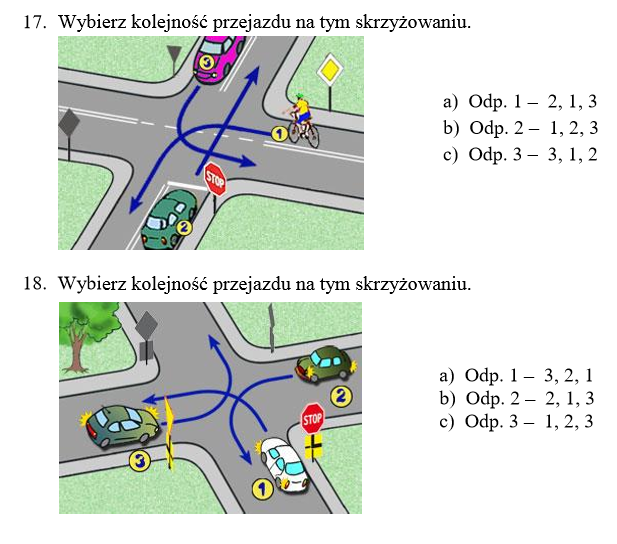 17. Wybierz kolejność przejazdu na tym skrzyżowaniu.
3
1
STOP
2
a) Odp. 1 – 2, 1, 3
b) Odp. 2 – 1, 2, 3
c) Odp. 3 – 3, 1, 2
18. Wybierz kolejność przejazdu na tym skrzyżowaniu.
2
STOP
3
1
a) Odp. 1 – 3, 2, 1
b) Odp. 2 – 2, 1, 3
c) Odp. 3 – 1, 2, 3